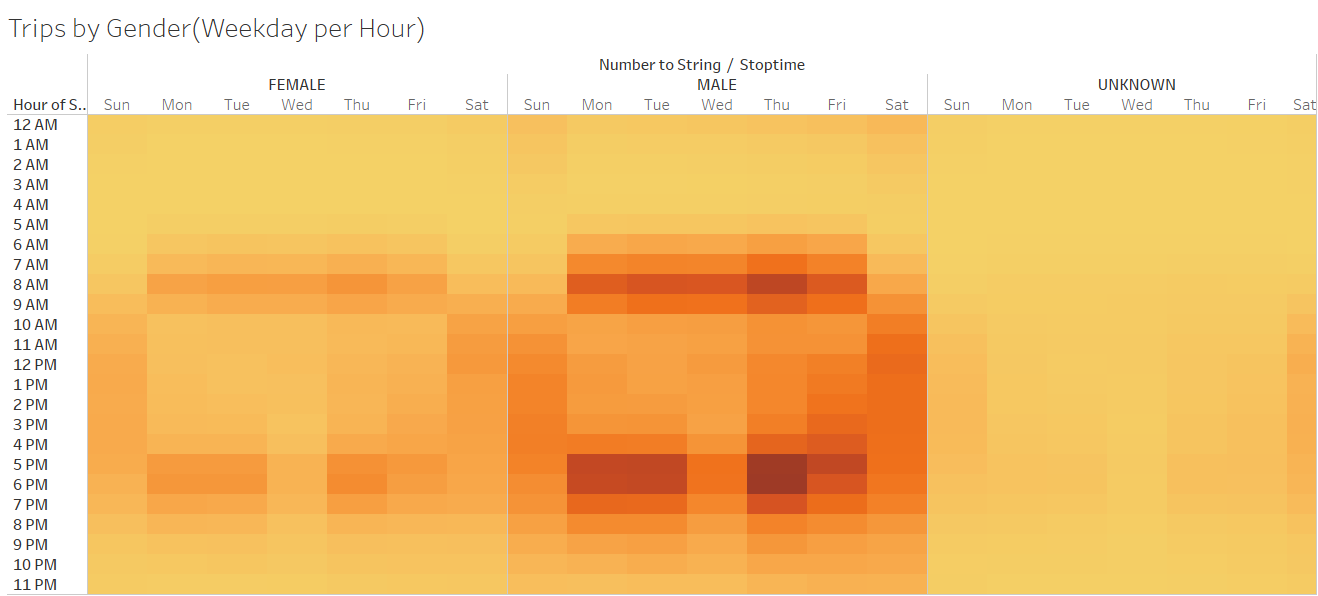 Trips by Gender(Weekday per Hour)
Number to String / Stoptime
FEMALE MALE UNKNOWN
Hour of S.. Sun Mon Tue Wed Thu Fri Sat Sun Mon Tue Wed Thu Fri Sat Sun Mon Tue Wed Thu Fri Sat
12 AM
1 AM
2 AM
3 AM
4 AM
5 AM
6 AM
7 AM
8 AM
9 AM
10 AM
11 AM
12 PM
1 PM
2 PM
3 PM
4 PM
5 PM
6 PM
7 PM
8 PM
9 PM
10 PM
11 PM